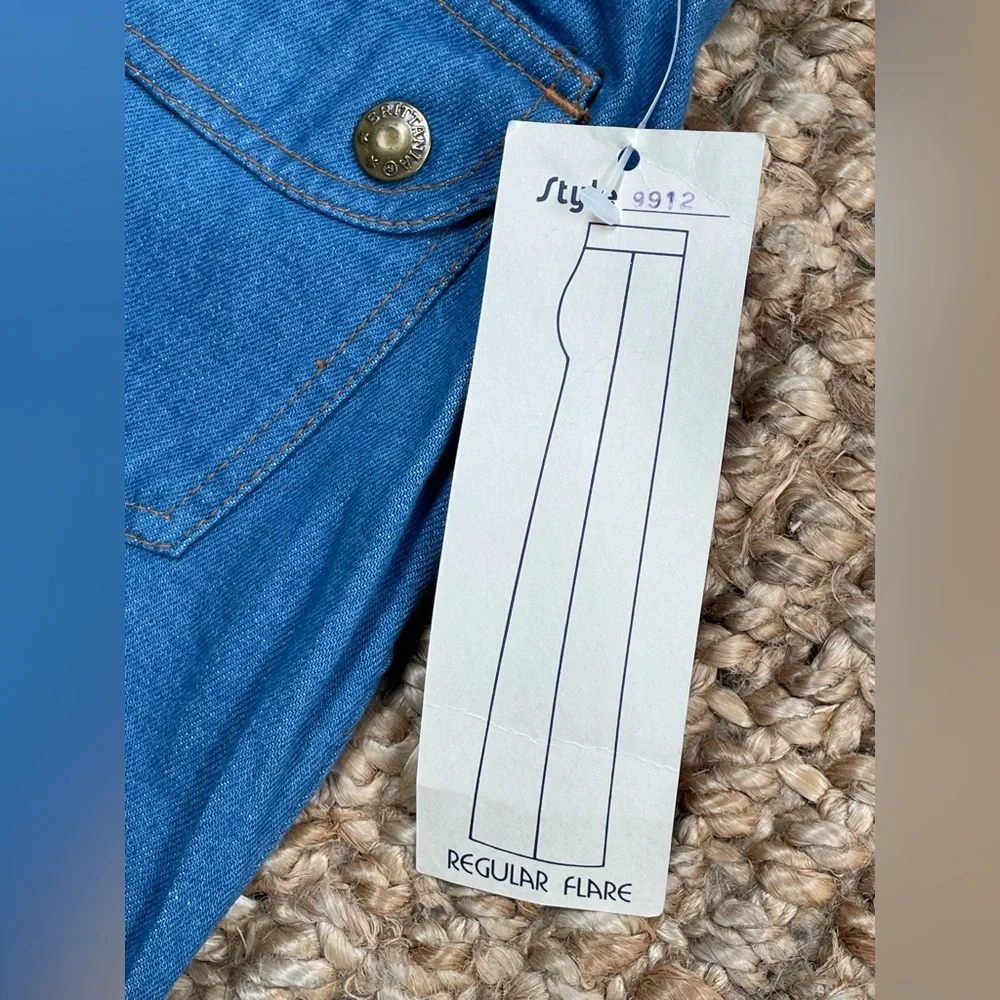 BRITTANIA ®
Style 9912
REGULAR FLARE